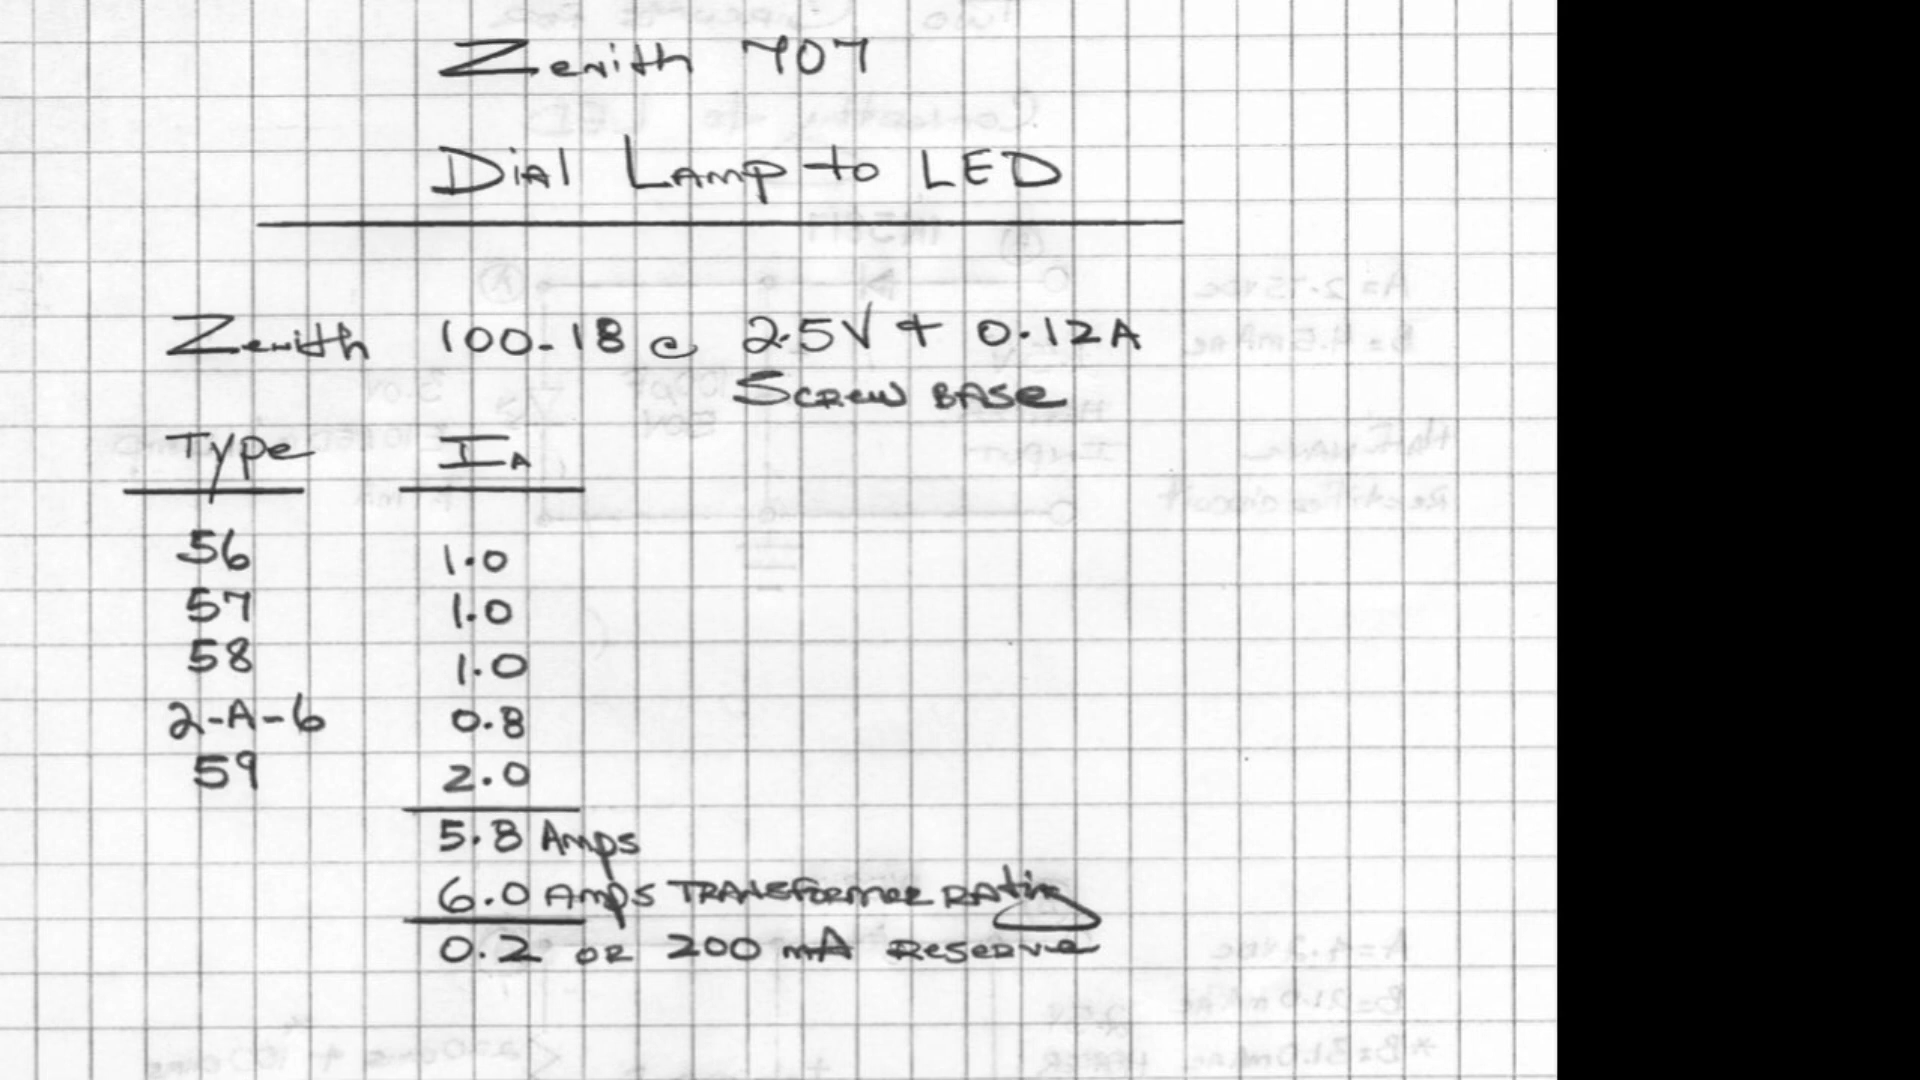 Zenith 707
Dial Lamp to LED
Zenith 100-18 @ 2.5V + 0.12A
Screw Base
Type I A
56 1.0
57 1.0
58 1.0
2-A-6 0.8
59 2.0
5.8 Amps
6.0 Amps Transformer Rating
0.2 or 200 mA Reserve